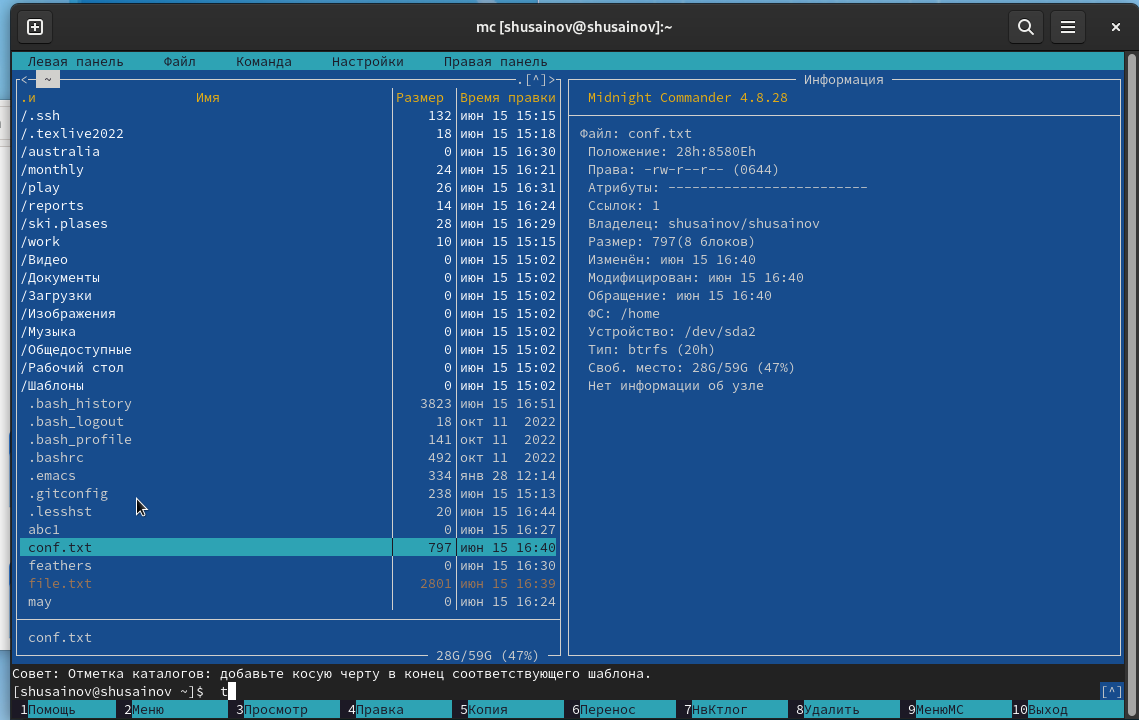 mc [shusainov@shusainov]:~
Левая панель Файл Команда Настройки Правая панель
<─ ~ .[^]> Информация
.и Имя Размер Время правки Midnight Commander 4.8.28
/.ssh 132 июн 15 15:15
/.texlive2022 18 июн 15 15:18 Файл: conf.txt
/australia 0 июн 15 16:30 Положение: 28h:8580Eh
/monthly 24 июн 15 16:21 Права: -rw-r--r-- (0644)
/play 26 июн 15 16:31 Атрибуты: -------------------------
/reports 14 июн 15 16:24 Ссылок: 1
/ski.plases 28 июн 15 16:29 Владелец: shusainov/shusainov
/work 10 июн 15 15:15 Размер: 797(8 блоков)
/Видео 0 июн 15 15:02 Изменён: июн 15 16:40
/Документы 0 июн 15 15:02 Модифицирован: июн 15 16:40
/Загрузки 0 июн 15 15:02 Обращение: июн 15 16:40
/Изображения 0 июн 15 15:02 ФС: /home
/Музыка 0 июн 15 15:02 Устройство: /dev/sda2
/Общедоступные 0 июн 15 15:02 Тип: btrfs (20h)
/Рабочий стол 0 июн 15 15:02 Своб. место: 28G/59G (47%)
/Шаблоны 0 июн 15 15:02 Нет информации об узле
.bash_history 3823 июн 15 16:51
.bash_logout 18 окт 11 2022
.bash_profile 141 окт 11 2022
.bashrc 492 окт 11 2022
.emacs 334 янв 28 12:14
.gitconfig 238 июн 15 15:13
.lesshst 20 июн 15 16:44
abc1 0 июн 15 16:27
conf.txt 797 июн 15 16:40
feathers 0 июн 15 16:30
file.txt 2801 июн 15 16:39
may 0 июн 15 16:24
conf.txt
28G/59G (47%)
Совет: Отметка каталогов: добавьте косую черту в конец соответствующего шаблона.
[shusainov@shusainov ~]$ t [^]
1Помощь 2Меню 3Просмотр 4Правка 5Копия 6Перенос 7НвКтлог 8Удалить 9МенюMC 10Выход